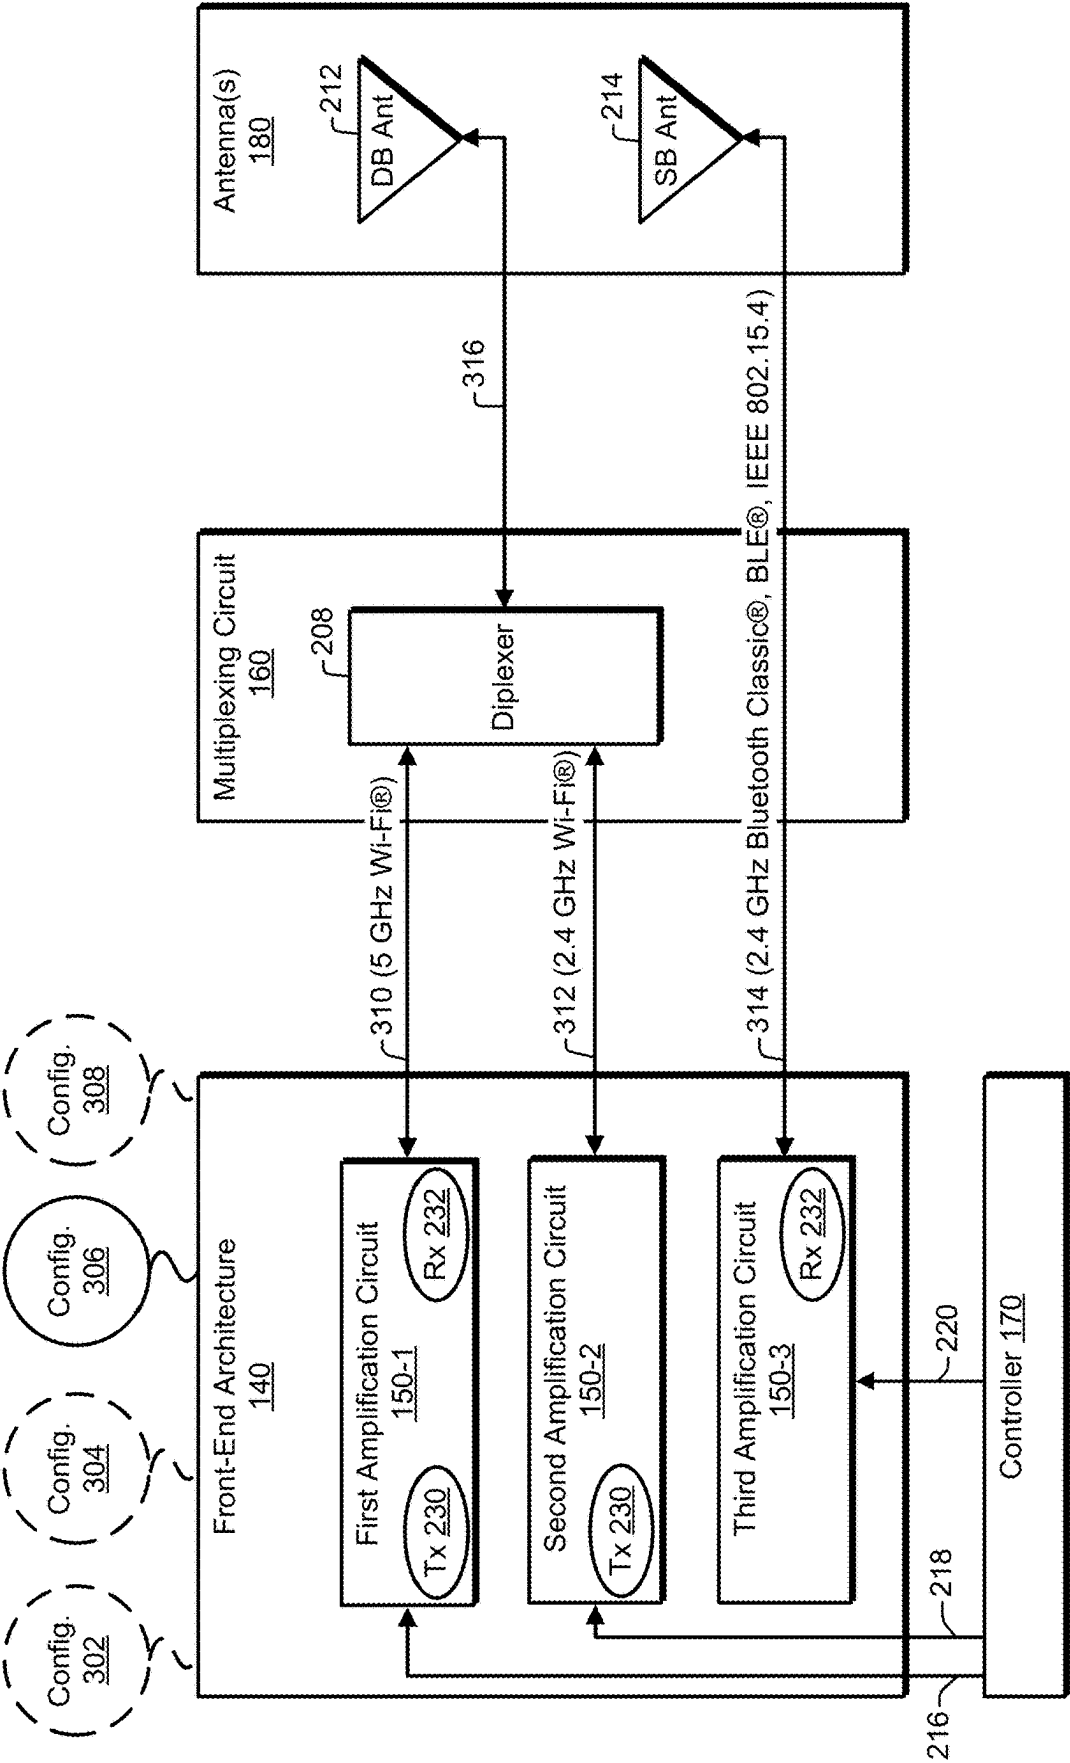 Config.
302
Config.
304
Config.
306
Config.
308
Front-End Architecture
140
First Amplification Circuit
150-1
Tx 230
Rx 232
Second Amplification Circuit
150-2
Tx 230
Third Amplification Circuit
150-3
Rx 232
216
218
220
Controller 170
310 (5 GHz Wi-Fi®)
312 (2.4 GHz Wi-Fi®)
314 (2.4 GHz Bluetooth Classic®, BLE®, IEEE 802.15.4)
Multiplexing Circuit
160
208
Diplexer
316
Antenna(s)
180
212
DB Ant
214
SB Ant